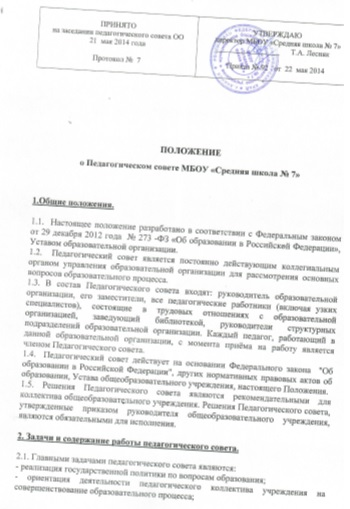 ПРИНЯТО
на заседании педагогического совета ОО
21 мая 2014 года
Протокол № 7
УТВЕРЖДАЮ
директор МБОУ «Средняя школа № 7»
Т.А. Лесняк
от 22 мая 2014
ПОЛОЖЕНИЕ
о Педагогическом совете МБОУ «Средняя школа № 7»
1.Общие положения.
1.1. Настоящее положение разработано в соответствии с Федеральным законом
от 29 декабря 2012 года № 273 -ФЗ «Об образовании в Российской Федерации»,
Уставом образовательной организации.
1.2. Педагогический совет является постоянно действующим коллегиальным
органом управления образовательной организации для рассмотрения основных
вопросов образовательного процесса.
1.3. В состав Педагогического совета входят: руководитель образовательной
организации, его заместители, все педагогические работники (включая узких
специалистов), состоящие в трудовых отношениях с образовательной
организацией, заведующий библиотекой, руководители структурных
подразделений образовательной организации. Каждый педагог, работающий в
данной образовательной организации, с момента приёма на работу является
членом Педагогического совета.
1.4. Педагогический совет действует на основании Федерального закона "Об
образовании в Российской Федерации", других нормативных правовых актов об
образовании, Устава общеобразовательного учреждения, настоящего Положения.
1.5. Решения Педагогического совета являются рекомендательными для
коллектива общеобразовательного учреждения. Решения Педагогического совета,
утвержденные приказом руководителя общеобразовательного учреждения,
являются обязательными для исполнения.
2. Задачи и содержание работы педагогического совета.
2.1. Главными задачами педагогического совета являются:
- реализация государственной политики по вопросам образования;
- ориентация деятельности педагогического коллектива учреждения на
совершенствование образовательного процесса;